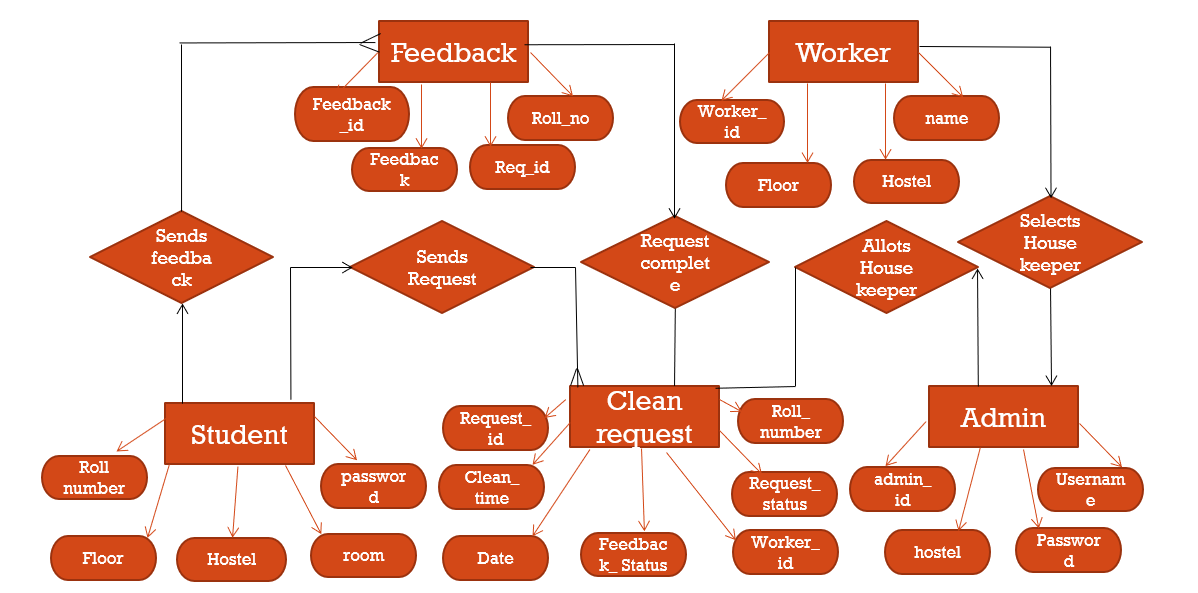 Feedback
Worker
Feedback
_id
Roll_no
Feedbac
k
Req_id
Worker_
id
name
Floor
Hostel
Sends
feedba
ck
Sends
Request
Request
complet
e
Allots
House
keeper
Selects
House
keeper
Student
Clean
request
Admin
Roll
number
passwor
d
Floor
Hostel
room
Request_
id
Roll_
number
Clean_
time
Request_
status
Date
Feedbac
k_ Status
Worker_
id
admin_
id
Usernam
e
hostel
Passwor
d